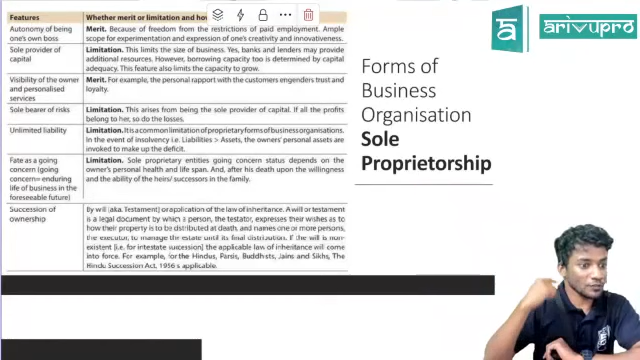 Features Whether merit or limitation and how
Autonomy of being Merit. Because of freedom from the restrictions of paid employment. Ample
one's own boss scope for experimentation and expression of one's creativity and innovativeness.
Sole provider of Limitation. This limits the size of business. Yes, banks and lenders may provide
capital additional resources. However, borrowing capacity too is determined by capital
adequacy. This feature also limits the capacity to grow.
Visibility of the owner Merit. For example, the personal rapport with the customers engenders trust and
and personalised loyalty.
services
Sole bearer of risks Limitation. This arises from being the sole provider of capital. If all the profits
belong to her, so do the losses.
Unlimited liability Limitation. It is a common limitation of proprietary forms of business organisations.
In the event of insolvency i.e. Liabilities > Assets, the owners personal assets are
invoked to make up the deficit.
Fate as a going Limitation. Sole proprietary entities going concern status depends on the
concern (going owner's personal health and life span. And, after his death upon the willingness
concern= enduring and the ability of the heirs/ successors in the family.
life of business in the
foreseeable future)
Succession of By will (aka. Testament) or application of the law of inheritance. A will or testament
ownership is a legal document by which a person, the testator, expresses their wishes as to
how their property is to be distributed at death, and names one or more persons,
the executor, to manage the estate until its final distribution. If the will is non-
existent [i.e. for intestate succession] the applicable law of inheritance will come
into force. For example, for the Hindus, Parsis, Buddhists, Jains and Sikhs, The
Hindu Succession Act, 1956 is applicable.
Forms of
Business
Organisation
Sole
Proprietorship
arivupro